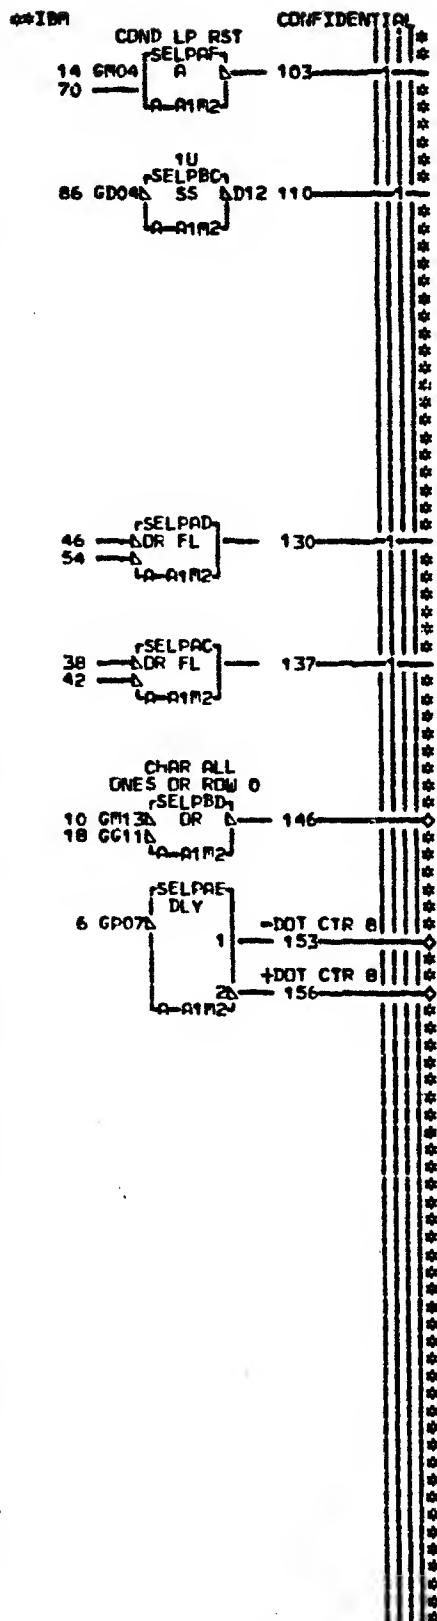 **IBM CONFIDENTIAL
COND LP RST
SELPAF
14 GM04 A 103
70
A-A1M2
1U
SELPBC
86 GD04 SS D12 110
A-A1M2
SELPAD
46 OR FL 130
54
A-A1M2
SELPAC
38 OR FL 137
42
A-A1M2
CHAR ALL
ONES OR ROW 0
SELPBD
10 GM13 OR 146
18 GG11
A-A1M2
SELPAE
DLY
6 GP07
-DOT CTR 8
1 153
+DOT CTR 8
2 156
A-A1M2